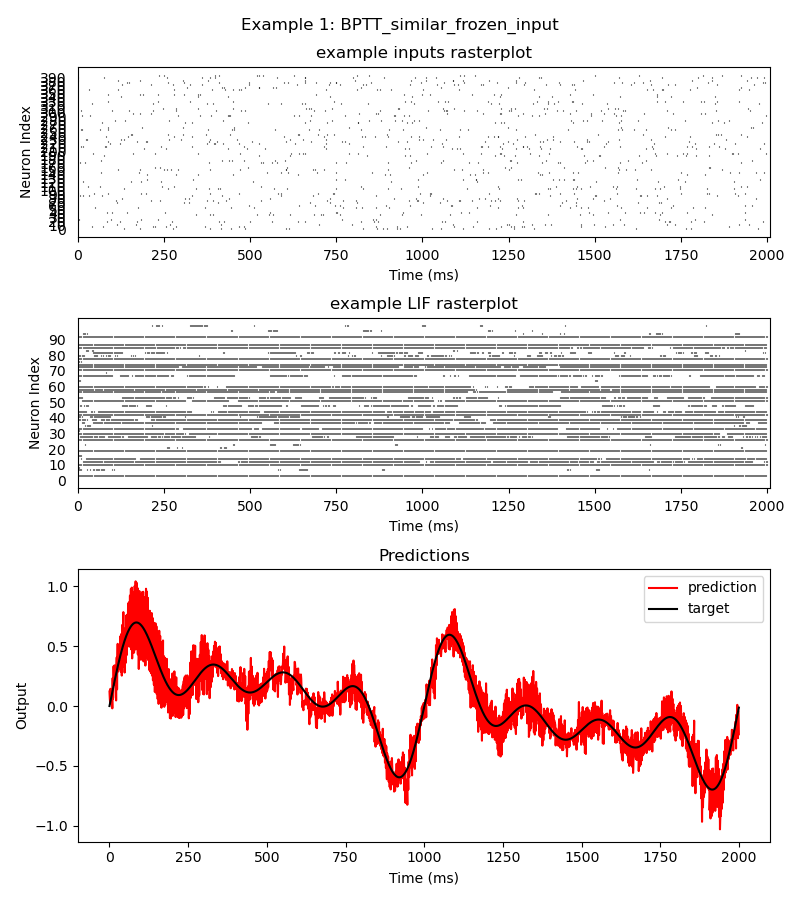 Example 1: BPTT_similar_frozen_input
example inputs rasterplot
Neuron Index
390
0
0 250 500 750 1000 1250 1500 1750 2000
Time (ms)
example LIF rasterplot
Neuron Index
90
80
70
60
50
40
30
20
10
0
0 250 500 750 1000 1250 1500 1750 2000
Time (ms)
Predictions
Output
1.0
0.5
0.0
−0.5
−1.0
prediction
target
0 250 500 750 1000 1250 1500 1750 2000
Time (ms)